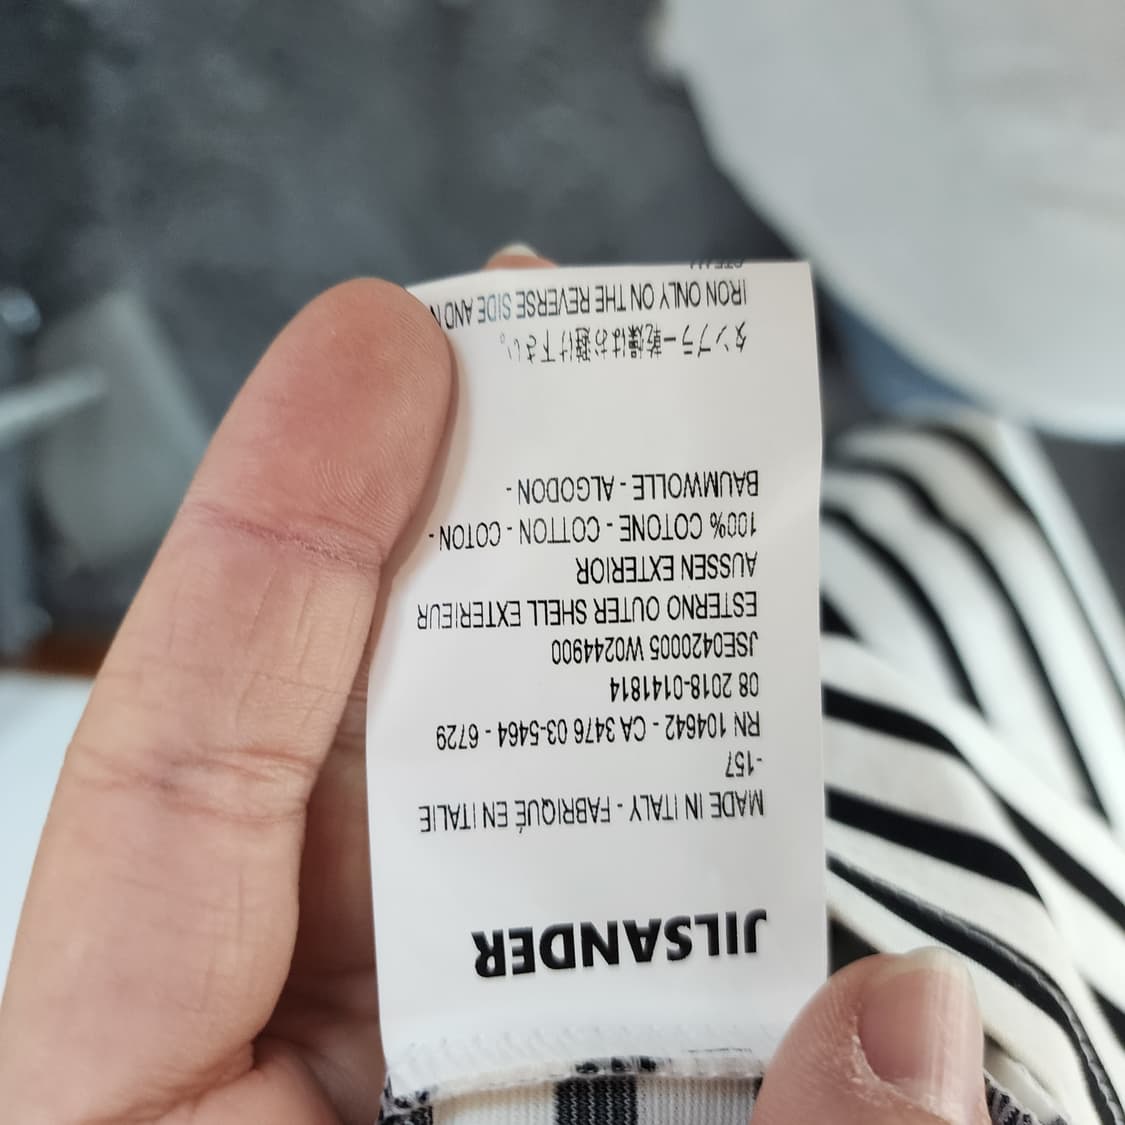 JILSANDER
MADE IN ITALY - FABRIQUÉ EN ITALIE
-157
RN 104642 - CA 3476 03-5464 - 6729
08 2018-0141814
JSE0420005 W0244900
ESTERNO OUTER SHELL EXTERIEUR
AUSSEN EXTERIOR
100% COTONE - COTTON - COTON -
BAUMWOLLE - ALGODON -
タンブラー乾燥はお避け下さい。
IRON ONLY ON THE REVERSE SIDE AND
STEAM